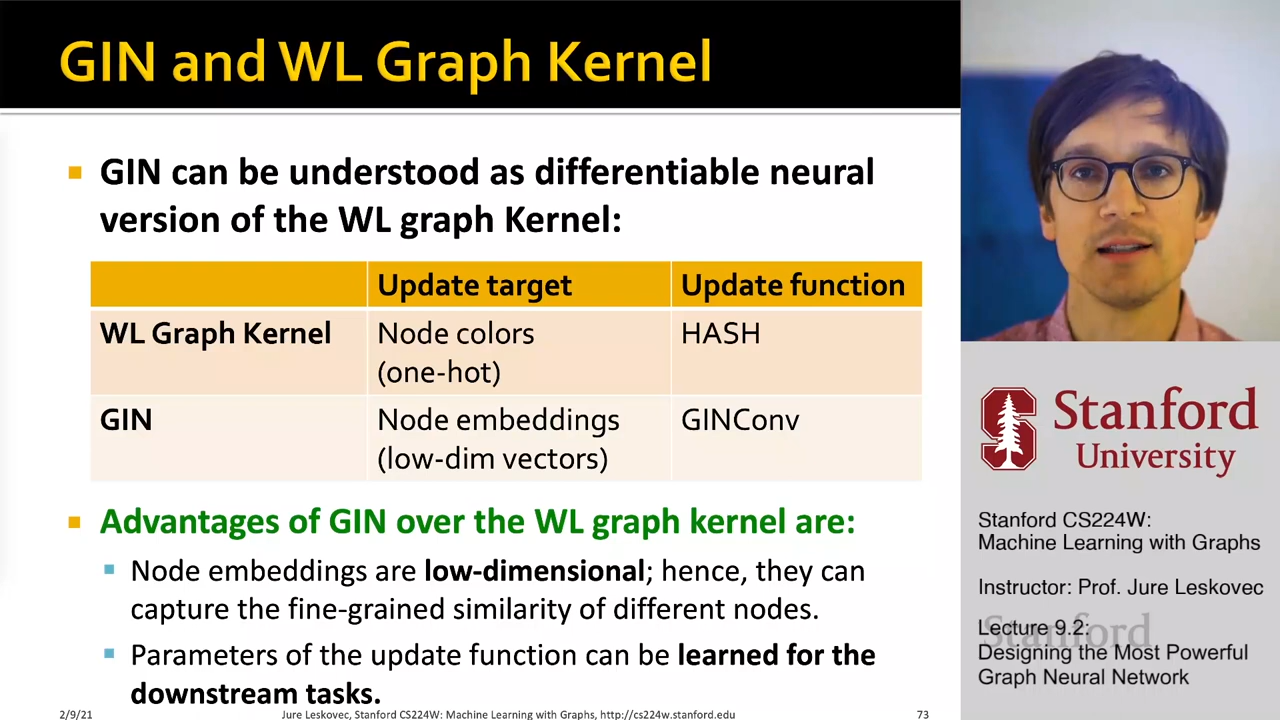 GIN and WL Graph Kernel
GIN can be understood as differentiable neural
version of the WL graph Kernel:
Update target Update function
WL Graph Kernel Node colors HASH
(one-hot)
GIN Node embeddings GINConv
(low-dim vectors)
Advantages of GIN over the WL graph kernel are:
Node embeddings are low-dimensional; hence, they can
capture the fine-grained similarity of different nodes.
Parameters of the update function can be learned for the
downstream tasks.
2/9/21 Jure Leskovec, Stanford CS224W: Machine Learning with Graphs, http://cs224w.stanford.edu 73
Stanford
University
Stanford CS224W:
Machine Learning with Graphs
Instructor: Prof. Jure Leskovec
Stanford
Lecture 9.2:
Designing the Most Powerful
Graph Neural Network